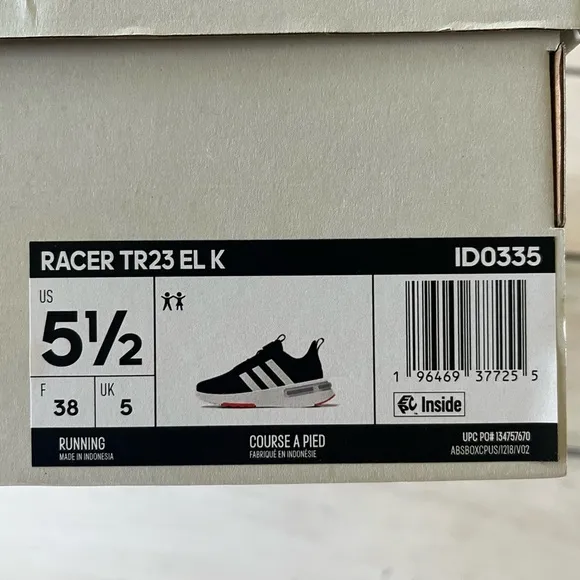 RACER TR23 EL K ID0335
US
5½
F
38
UK
5
1 96469 37725 5
Inside
RUNNING
MADE IN INDONESIA
COURSE A PIED
FABRIQUÉ EN INDONÉSIE
UPC PO# 134757670
ABSBOXCPUS/1218/V02